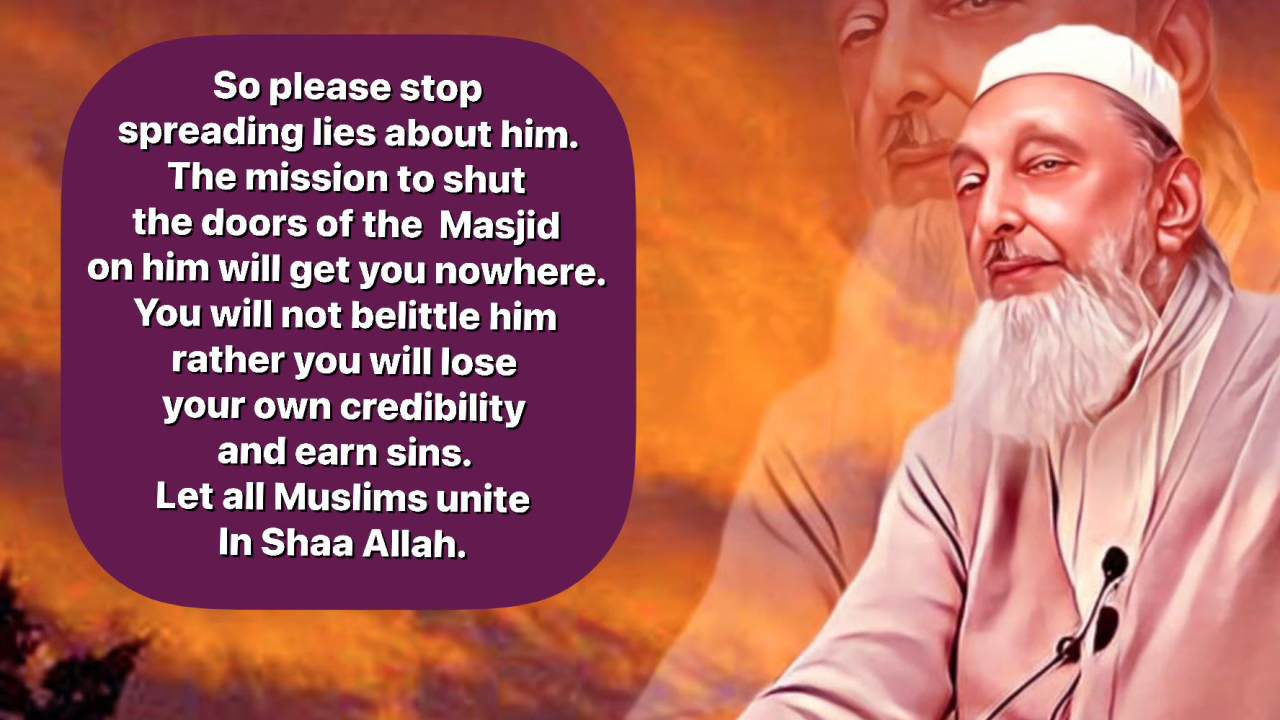 So please stop
spreading lies about him.
The mission to shut
the doors of the  Masjid
on him will get you nowhere.
You will not belittle him
rather you will lose
your own credibility
and earn sins.
Let all Muslims unite
In Shaa Allah.